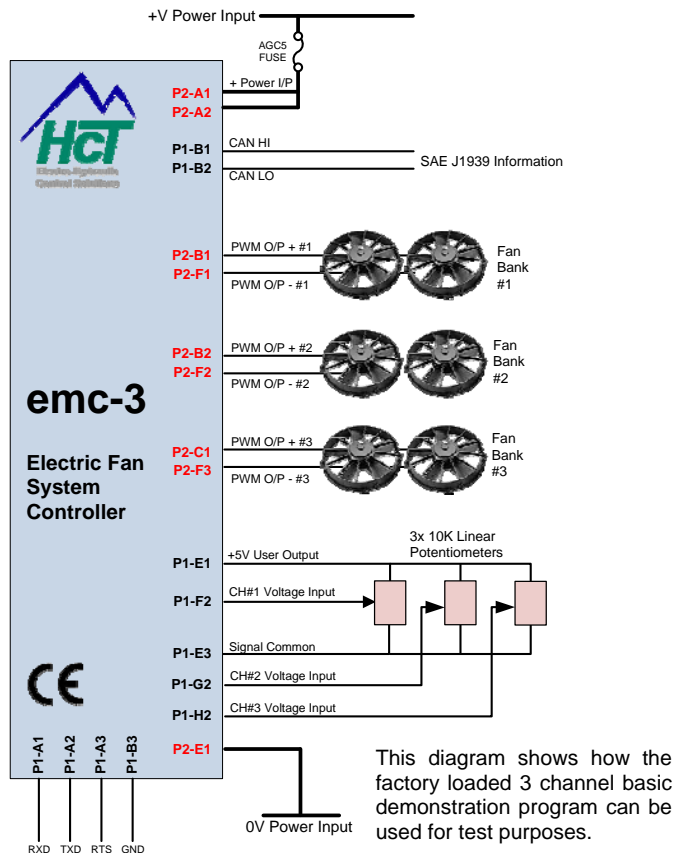 +V Power Input
AGC5
FUSE
+ Power I/P
P2-A1
P2-A2
HCT
Electro-Hydraulic
Control Solutions
P1-B1
CAN HI
P1-B2
CAN LO
SAE J1939 Information
P2-B1
PWM O/P + #1
P2-F1
PWM O/P - #1
Fan
Bank
#1
P2-B2
PWM O/P + #2
P2-F2
PWM O/P - #2
Fan
Bank
#2
emc-3
P2-C1
PWM O/P + #3
P2-F3
PWM O/P - #3
Fan
Bank
#3
Electric Fan
System
Controller
3x 10K Linear
Potentiometers
P1-E1
+5V User Output
P1-F2
CH#1 Voltage Input
P1-E3
Signal Common
P1-G2
CH#2 Voltage Input
P1-H2
CH#3 Voltage Input
CE
P2-E1
P1-A1
P1-A2
P1-A3
P1-B3
RXD
TXD
RTS
GND
0V Power Input
This diagram shows how the
factory loaded 3 channel basic
demonstration program can be
used for test purposes.